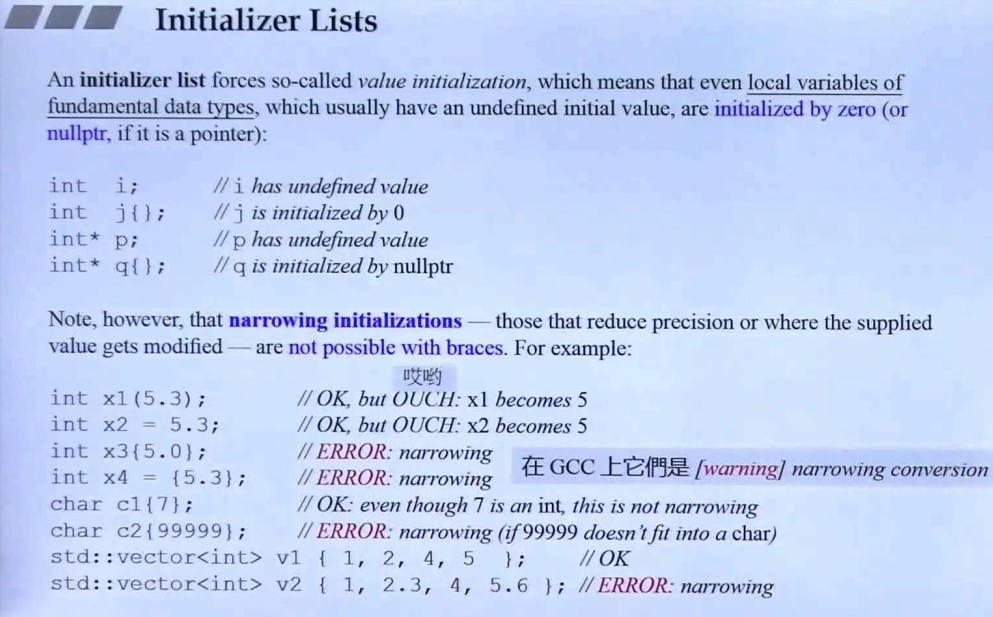 Initializer Lists
An initializer list forces so-called value initialization, which means that even local variables of
fundamental data types, which usually have an undefined initial value, are initialized by zero (or
nullptr, if it is a pointer):
int i; // i has undefined value
int j{}; // j is initialized by 0
int* p; // p has undefined value
int* q{}; // q is initialized by nullptr
Note, however, that narrowing initializations — those that reduce precision or where the supplied
value gets modified — are not possible with braces. For example:
哎哟
int x1(5.3); // OK, but OUCH: x1 becomes 5
int x2 = 5.3; // OK, but OUCH: x2 becomes 5
int x3{5.0}; // ERROR: narrowing
在 GCC 上它們是 [warning] narrowing conversion
int x4 = {5.3}; // ERROR: narrowing
char c1{7}; // OK: even though 7 is an int, this is not narrowing
char c2{99999}; // ERROR: narrowing (if 99999 doesn't fit into a char)
std::vector<int> v1 { 1, 2, 4, 5 }; // OK
std::vector<int> v2 { 1, 2.3, 4, 5.6 }; // ERROR: narrowing